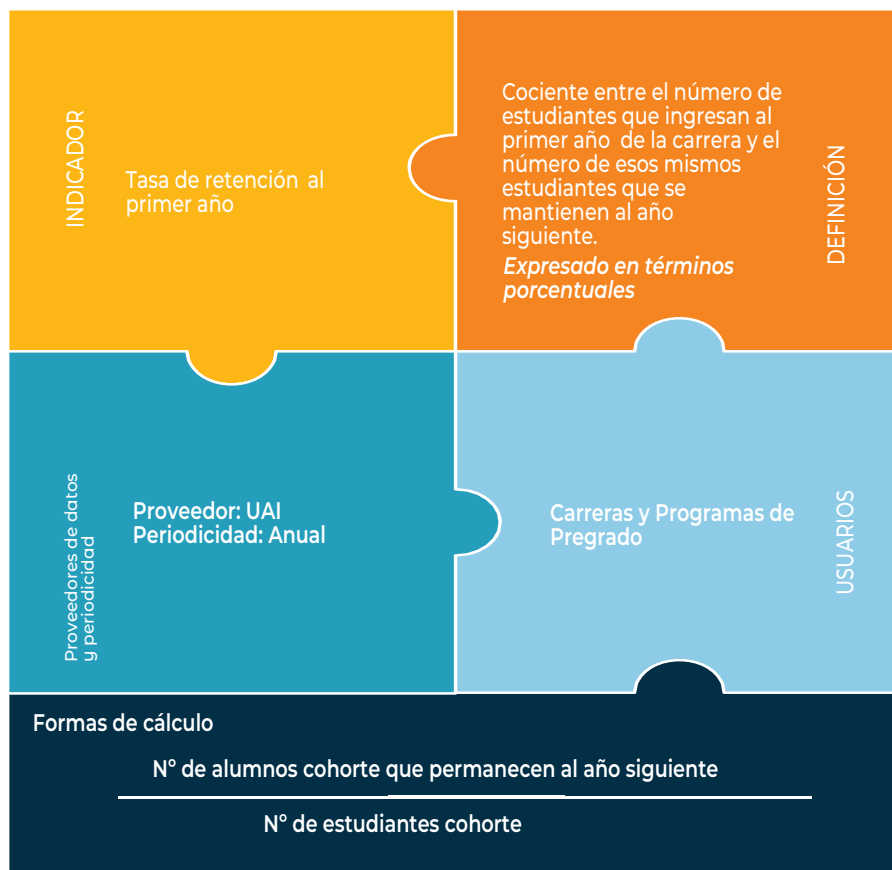 INDICADOR
Tasa de retención al
primer año
Cociente entre el número de
estudiantes que ingresan al
primer año de la carrera y el
número de esos mismos
estudiantes que se
mantienen al año
siguiente.
Expresado en términos
porcentuales
DEFINICIÓN
Proveedores de datos
y periodicidad
Proveedor: UAI
Periodicidad: Anual
Carreras y Programas de
Pregrado
USUARIOS
Formas de cálculo
N° de alumnos cohorte que permanecen al año siguiente
N° de estudiantes cohorte